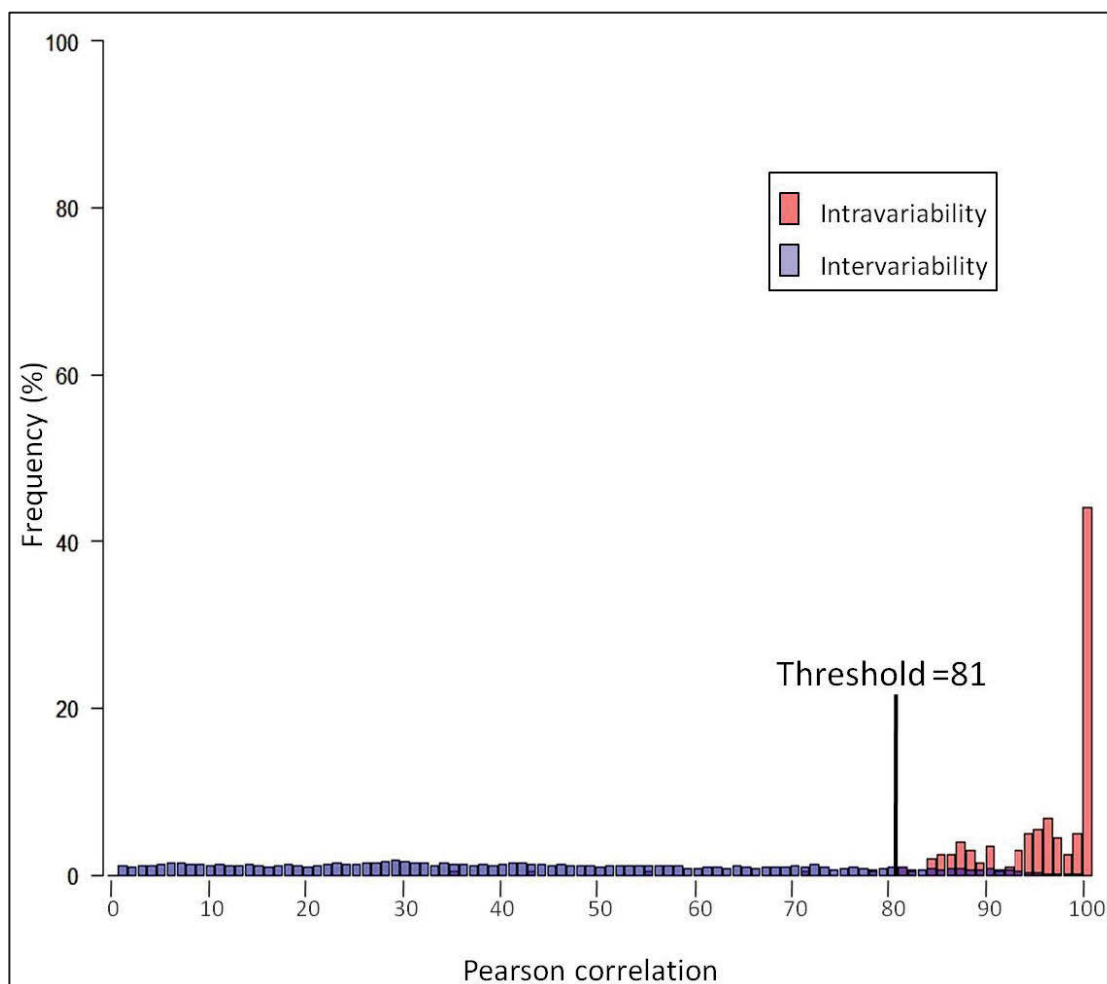 100
80
60
40
20
0
Frequency (%)
Intravariability
Intervariability
Threshold =81
0 10 20 30 40 50 60 70 80 90 100
Pearson correlation